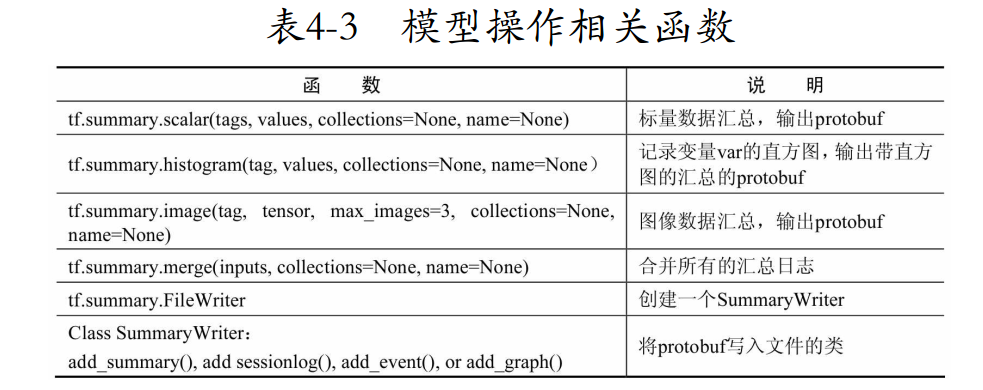 表4-3 模型操作相关函数
函 数 说 明
tf.summary.scalar(tags, values, collections=None, name=None) 标量数据汇总，输出protobuf
tf.summary.histogram(tag, values, collections=None, name=None） 记录变量var的直方图，输出带直方
图的汇总的protobuf
tf.summary.image(tag, tensor, max_images=3, collections=None,
name=None) 图像数据汇总，输出protobuf
tf.summary.merge(inputs, collections=None, name=None) 合并所有的汇总日志
tf.summary.FileWriter 创建一个SummaryWriter
Class SummaryWriter：
add_summary(), add sessionlog(), add_event(), or add_graph() 将protobuf写入文件的类